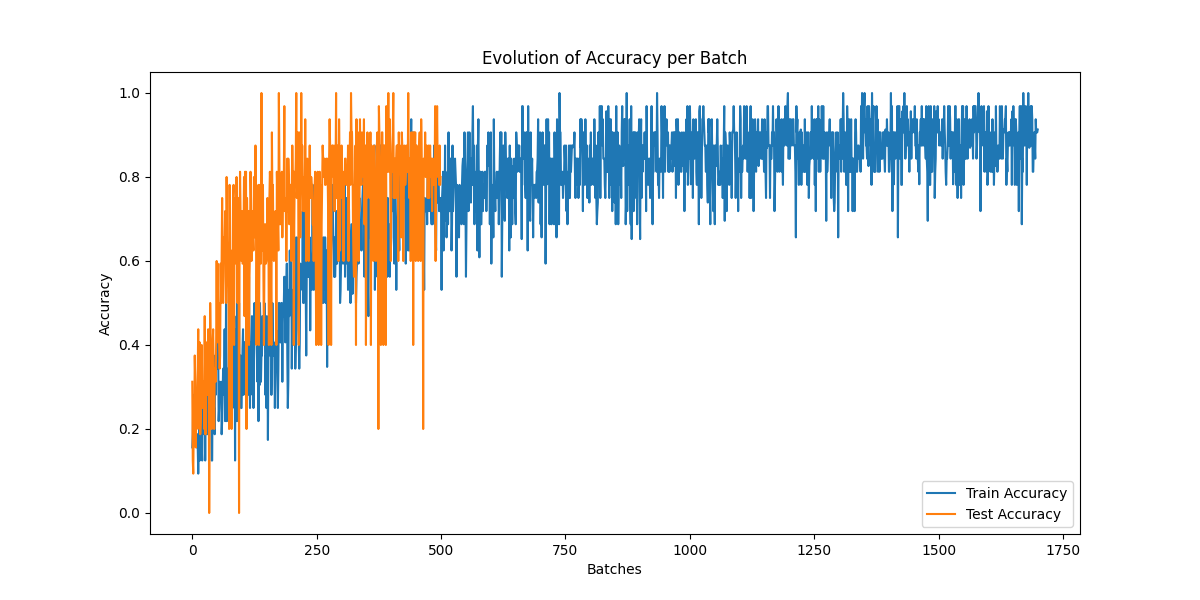 Evolution of Accuracy per Batch
1.0
0.8
0.6
0.4
0.2
0.0
Accuracy
Train Accuracy
Test Accuracy
0 250 500 750 1000 1250 1500 1750
Batches